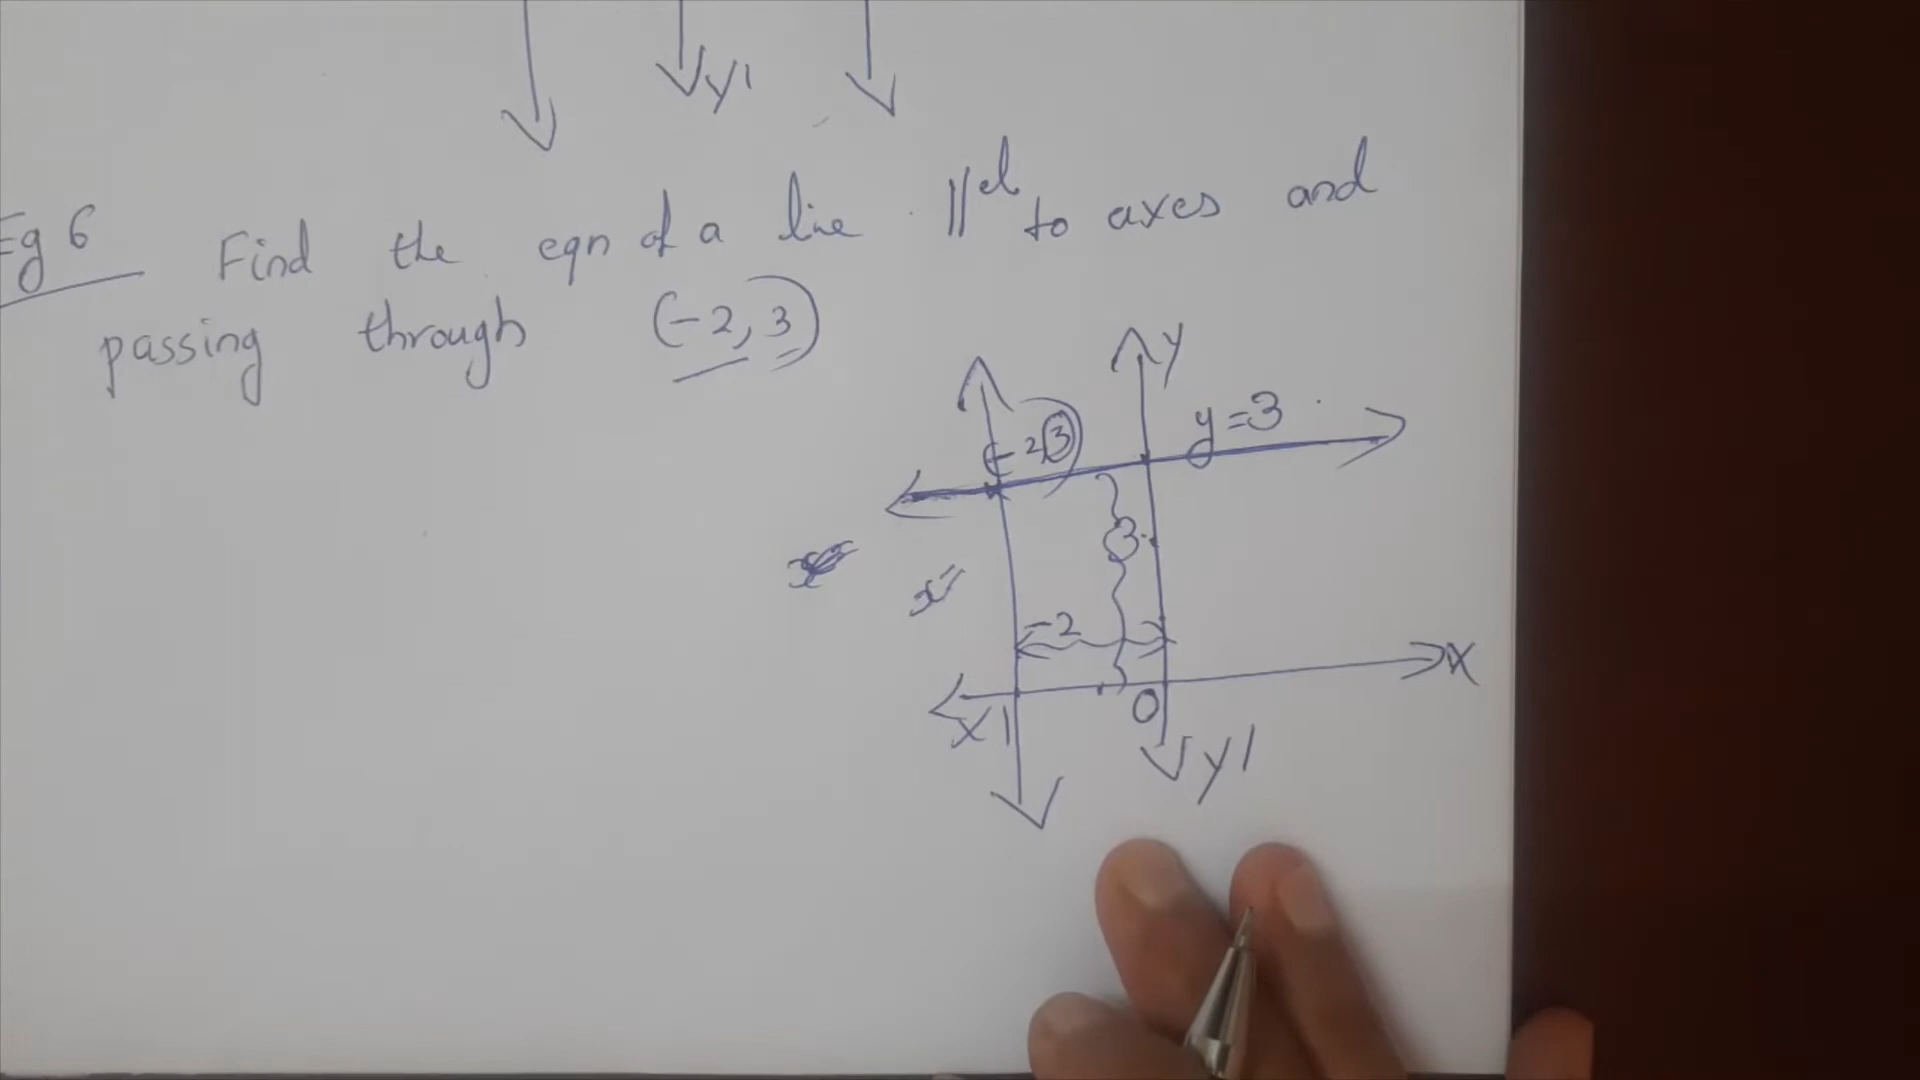 y'
Eg 6 Find the eqn of a line ||el to axes and
passing through (-2, 3)
y
y = 3
(-2 3)
3
x=
-2
X
X'
O
y'